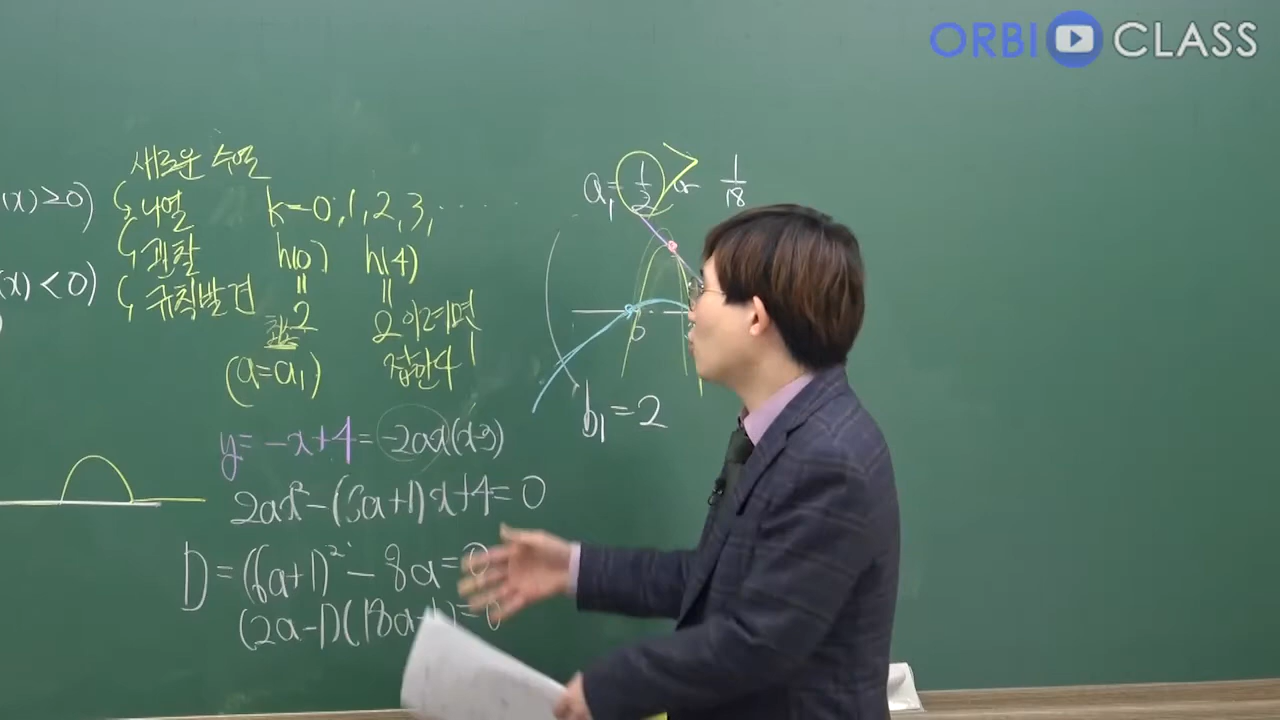 ORBI CLASS
(x)≥0)
(x)<0)
새로운 수열
나열
관찰
규칙발견
k=0,1,2,3,.....
h(0) h(4)
2 2이려면
(a=a₁) 접한다!
y=-x+4=-2ax(x-3)
2ax²-(6a+1)x+4=0
D=(6a+1)²-8a=0
(2a-1)(18a-1)=0
a₁=1/2 or 1/18
0
b₁=2